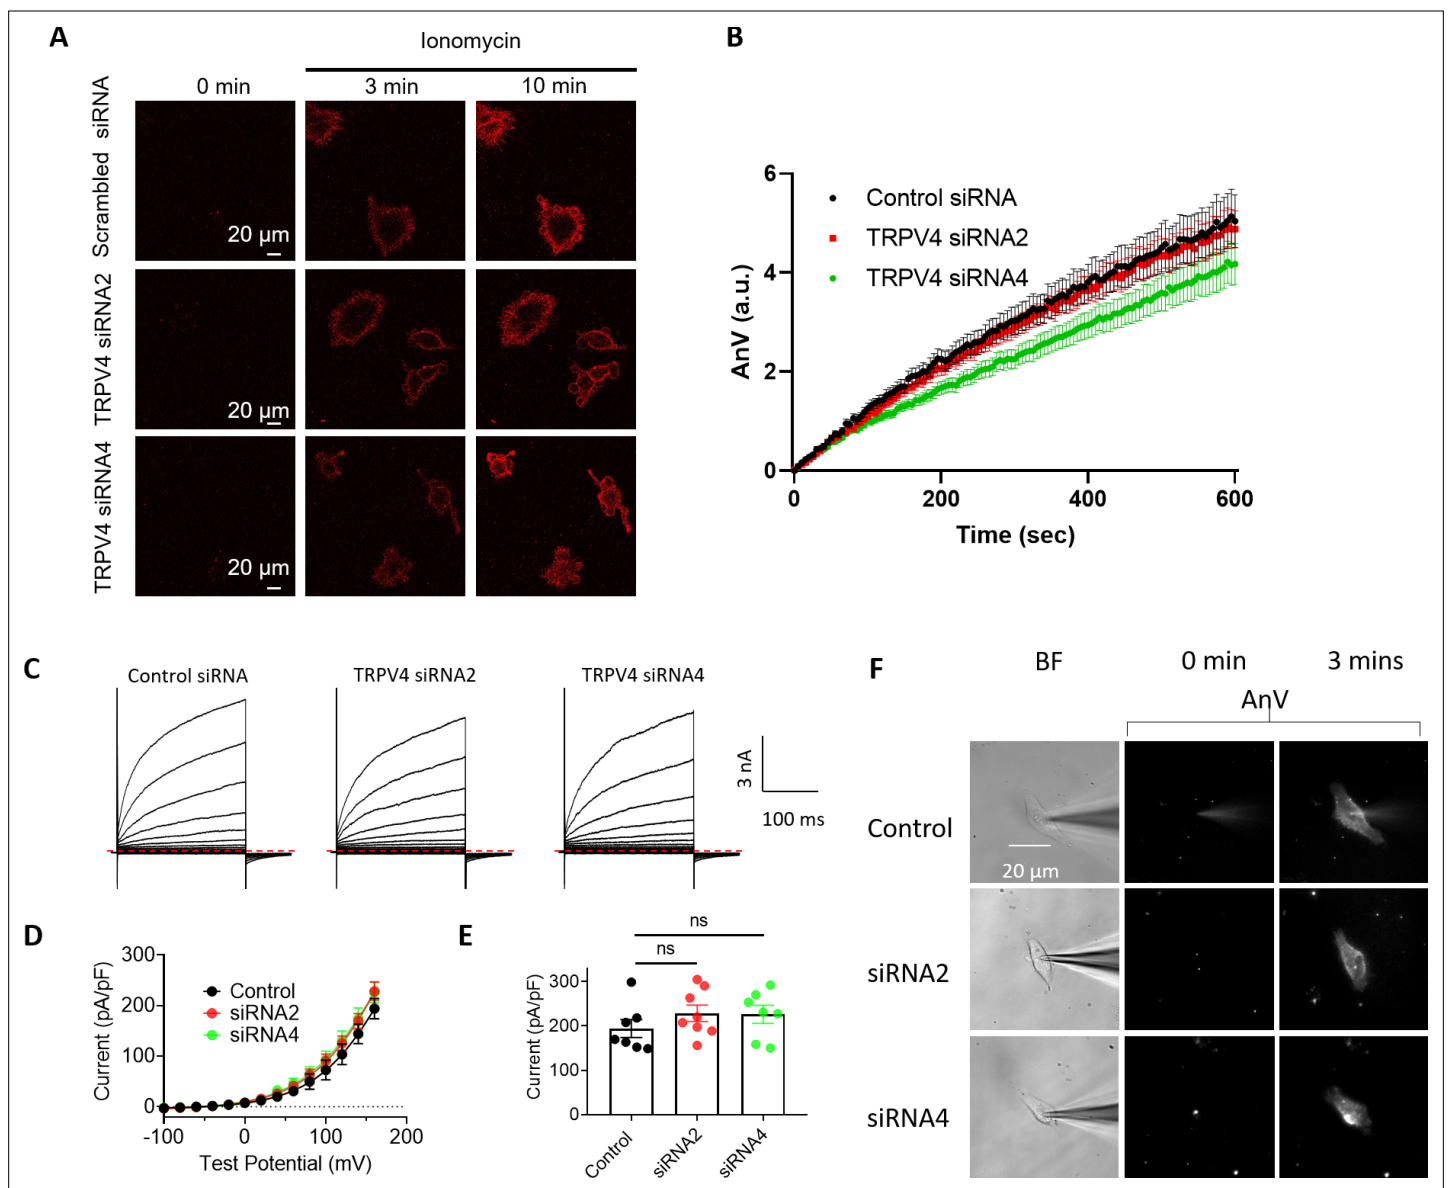 A
Ionomycin
0 min
3 min
10 min
Scrambled siRNA
20 µm
TRPV4 siRNA2
20 µm
TRPV4 siRNA4
20 µm
B
6
4
2
0
AnV (a.u.)
Control siRNA
TRPV4 siRNA2
TRPV4 siRNA4
0
200
400
600
Time (sec)
C
Control siRNA
TRPV4 siRNA2
TRPV4 siRNA4
3 nA
100 ms
D
300
200
100
0
Current (pA/pF)
Control
siRNA2
siRNA4
-100
0
100
200
Test Potential (mV)
E
ns
ns
300
200
100
0
Current (pA/pF)
Control
siRNA2
siRNA4
F
BF
0 min
3 mins
AnV
Control
20 µm
siRNA2
siRNA4